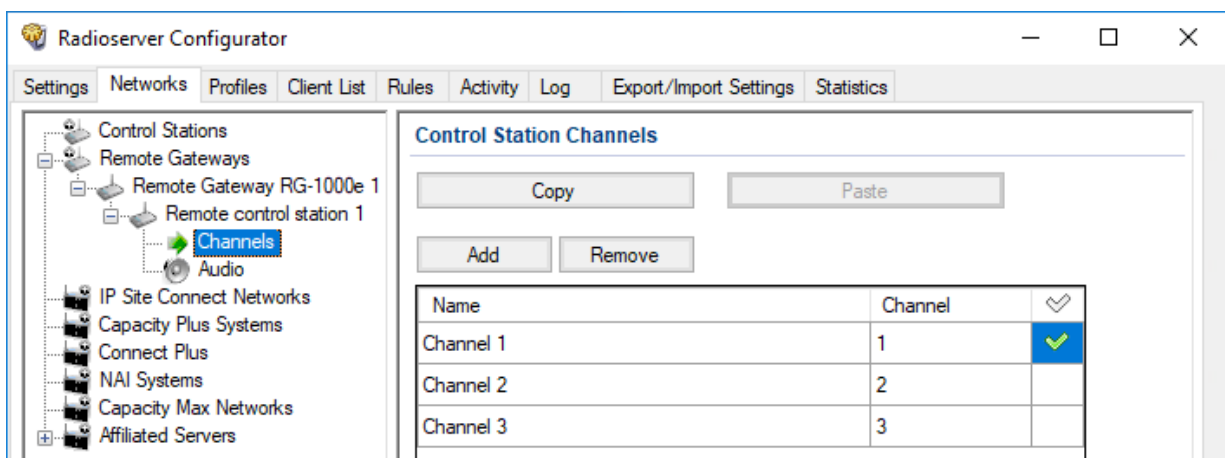 Radioserver Configurator
Settings Networks Profiles Client List Rules Activity Log Export/Import Settings Statistics
Control Stations
Remote Gateways
Remote Gateway RG-1000e 1
Remote control station 1
Channels
Audio
IP Site Connect Networks
Capacity Plus Systems
Connect Plus
NAI Systems
Capacity Max Networks
Affiliated Servers
Control Station Channels
Copy Paste
Add Remove
Name Channel
Channel 1 1
Channel 2 2
Channel 3 3